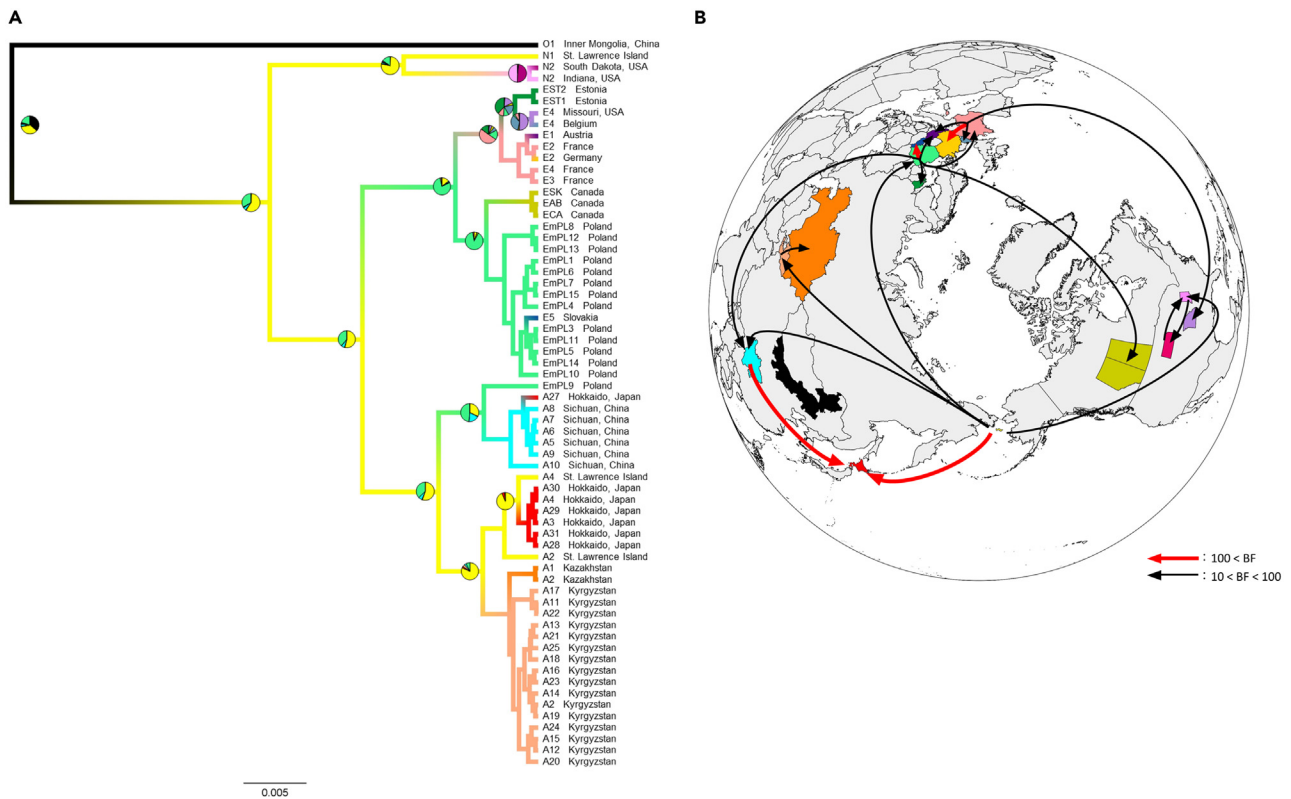 A
B
O1 Inner Mongolia, China
N1 St. Lawrence Island
N2 South Dakota, USA
N2 Indiana, USA
EST2 Estonia
EST1 Estonia
E4 Missouri, USA
E4 Belgium
E1 Austria
E2 France
E2 Germany
E4 France
E3 France
ESK Canada
EAB Canada
ECA Canada
EmPL8 Poland
EmPL12 Poland
EmPL13 Poland
EmPL1 Poland
EmPL6 Poland
EmPL7 Poland
EmPL15 Poland
EmPL4 Poland
E5 Slovakia
EmPL3 Poland
EmPL11 Poland
EmPL5 Poland
EmPL14 Poland
EmPL10 Poland
EmPL9 Poland
A27 Hokkaido, Japan
A8 Sichuan, China
A7 Sichuan, China
A6 Sichuan, China
A5 Sichuan, China
A9 Sichuan, China
A10 Sichuan, China
A4 St. Lawrence Island
A30 Hokkaido, Japan
A4 Hokkaido, Japan
A29 Hokkaido, Japan
A3 Hokkaido, Japan
A31 Hokkaido, Japan
A28 Hokkaido, Japan
A2 St. Lawrence Island
A1 Kazakhstan
A2 Kazakhstan
A17 Kyrgyzstan
A11 Kyrgyzstan
A22 Kyrgyzstan
A13 Kyrgyzstan
A21 Kyrgyzstan
A25 Kyrgyzstan
A18 Kyrgyzstan
A16 Kyrgyzstan
A23 Kyrgyzstan
A14 Kyrgyzstan
A2 Kyrgyzstan
A19 Kyrgyzstan
A24 Kyrgyzstan
A15 Kyrgyzstan
A12 Kyrgyzstan
A20 Kyrgyzstan
0.005
: 100 < BF
: 10 < BF < 100